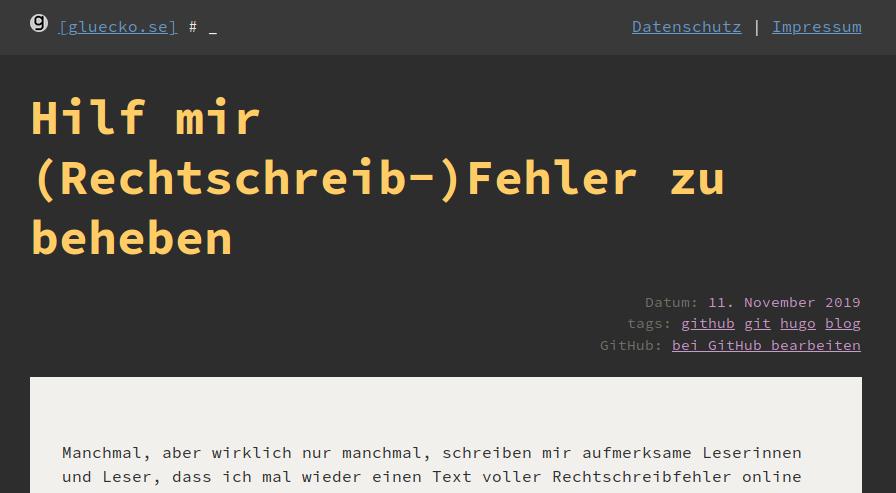 g [gluecko.se] # _ Datenschutz | Impressum
Hilf mir
(Rechtschreib-)Fehler zu
beheben
Datum: 11. November 2019
tags: github git hugo blog
GitHub: bei GitHub bearbeiten
Manchmal, aber wirklich nur manchmal, schreiben mir aufmerksame Leserinnen
und Leser, dass ich mal wieder einen Text voller Rechtschreibfehler online